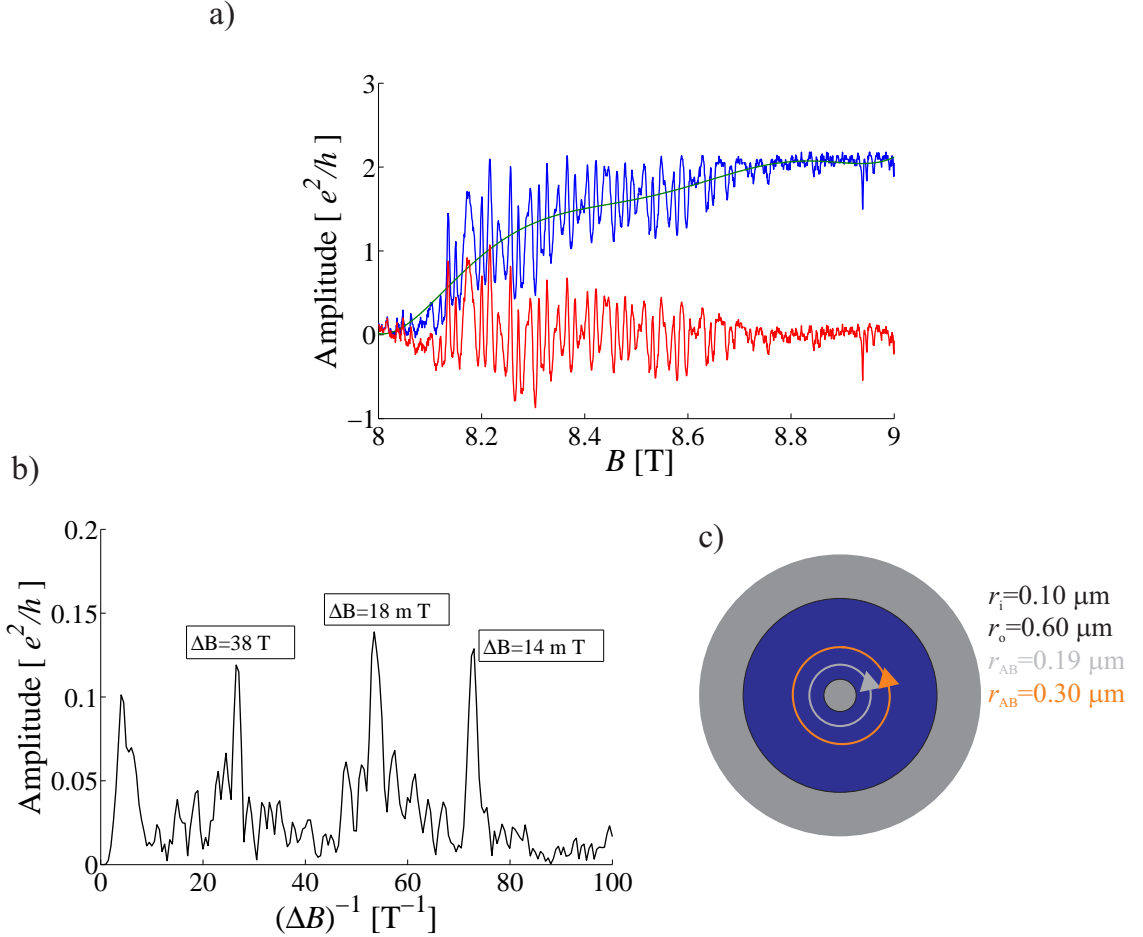 a)
3
2
1
0
−1
Amplitude [ e²/h ]
8
8.2
8.4
8.6
8.8
9
B [T]
b)
0.2
0.15
0.1
0.05
0
Amplitude [ e²/h ]
ΔB=38 T
ΔB=18 m T
ΔB=14 m T
0
20
40
60
80
100
(ΔB)⁻¹ [T⁻¹]
c)
rᵢ=0.10 μm
rₒ=0.60 μm
r_AB=0.19 μm
r_AB=0.30 μm